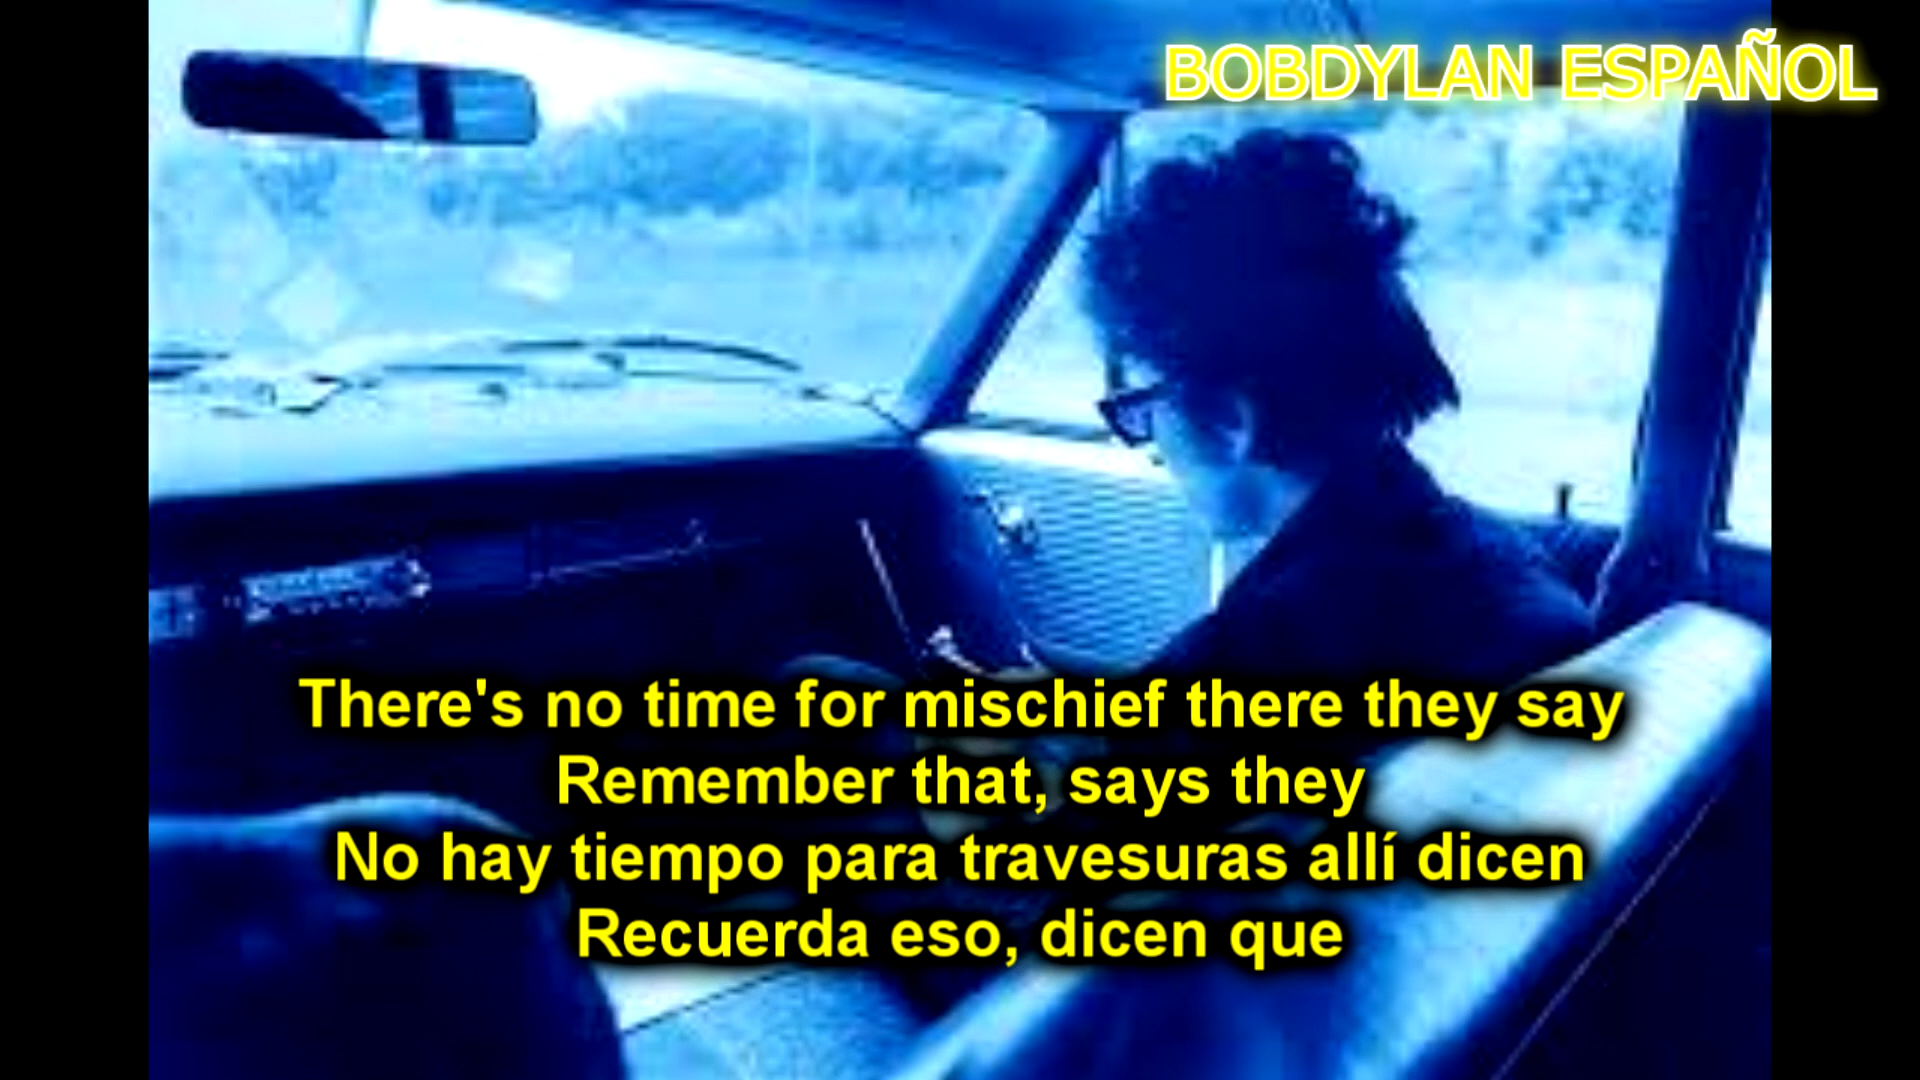 BOBDYLAN ESPAÑOL
There's no time for mischief there they say
Remember that, says they
No hay tiempo para travesuras allí dicen
Recuerda eso, dicen que